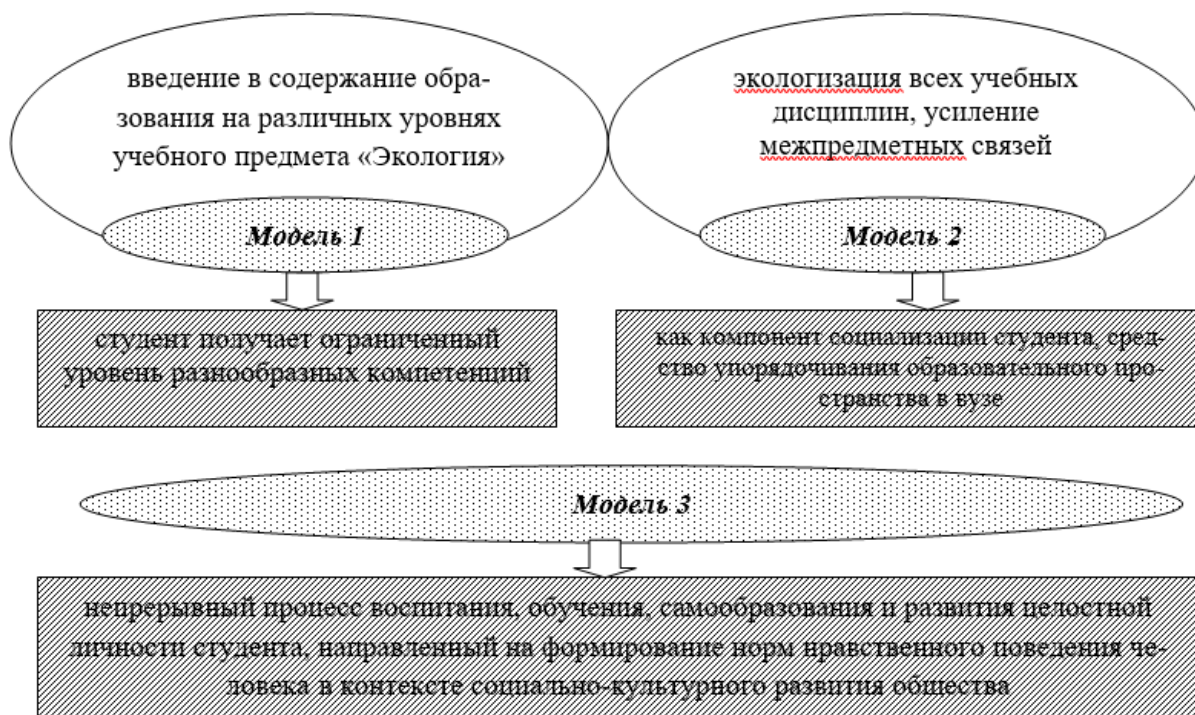 введение в содержание обра-
зования на различных уровнях
учебного предмета «Экология»
Модель 1
студент получает ограниченный
уровень разнообразных компетенций
экологизация всех учебных
дисциплин, усиление
межпредметных связей
Модель 2
как компонент социализации студента, сред-
ство упорядочивания образовательного про-
странства в вузе
Модель 3
непрерывный процесс воспитания, обучения, самообразования и развития целостной
личности студента, направленный на формирование норм нравственного поведения че-
ловека в контексте социально-культурного развития общества